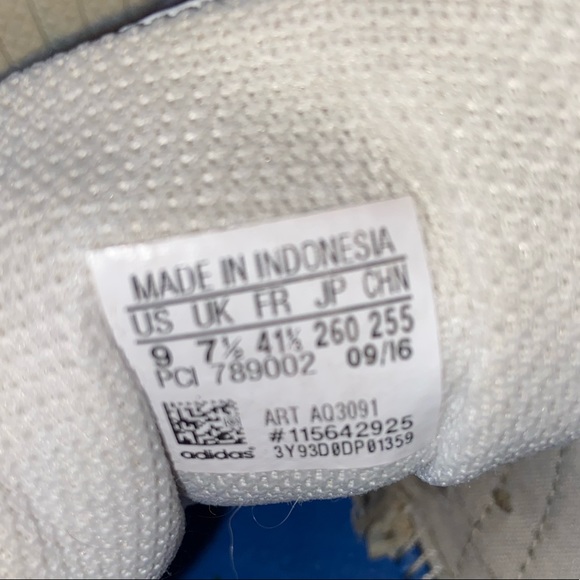 MADE IN INDONESIA
US UK FR JP CHN
9 7½ 41⅓ 260 255
PCI 789002 09/16
ART AQ3091
#115642925
adidas 3Y93D0DP01359